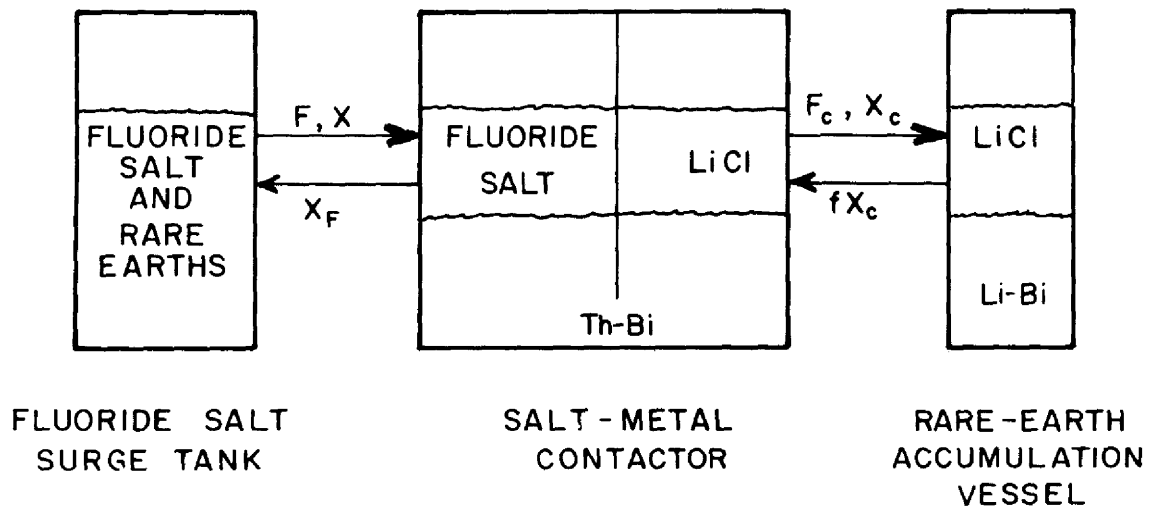 FLUORIDE
SALT
AND
RARE
EARTHS
F, X
X_F
FLUORIDE
SALT
LiCl
Th-Bi
F_c, X_c
fX_c
LiCl
Li-Bi
FLUORIDE SALT
SURGE TANK
SALT-METAL
CONTACTOR
RARE-EARTH
ACCUMULATION
VESSEL